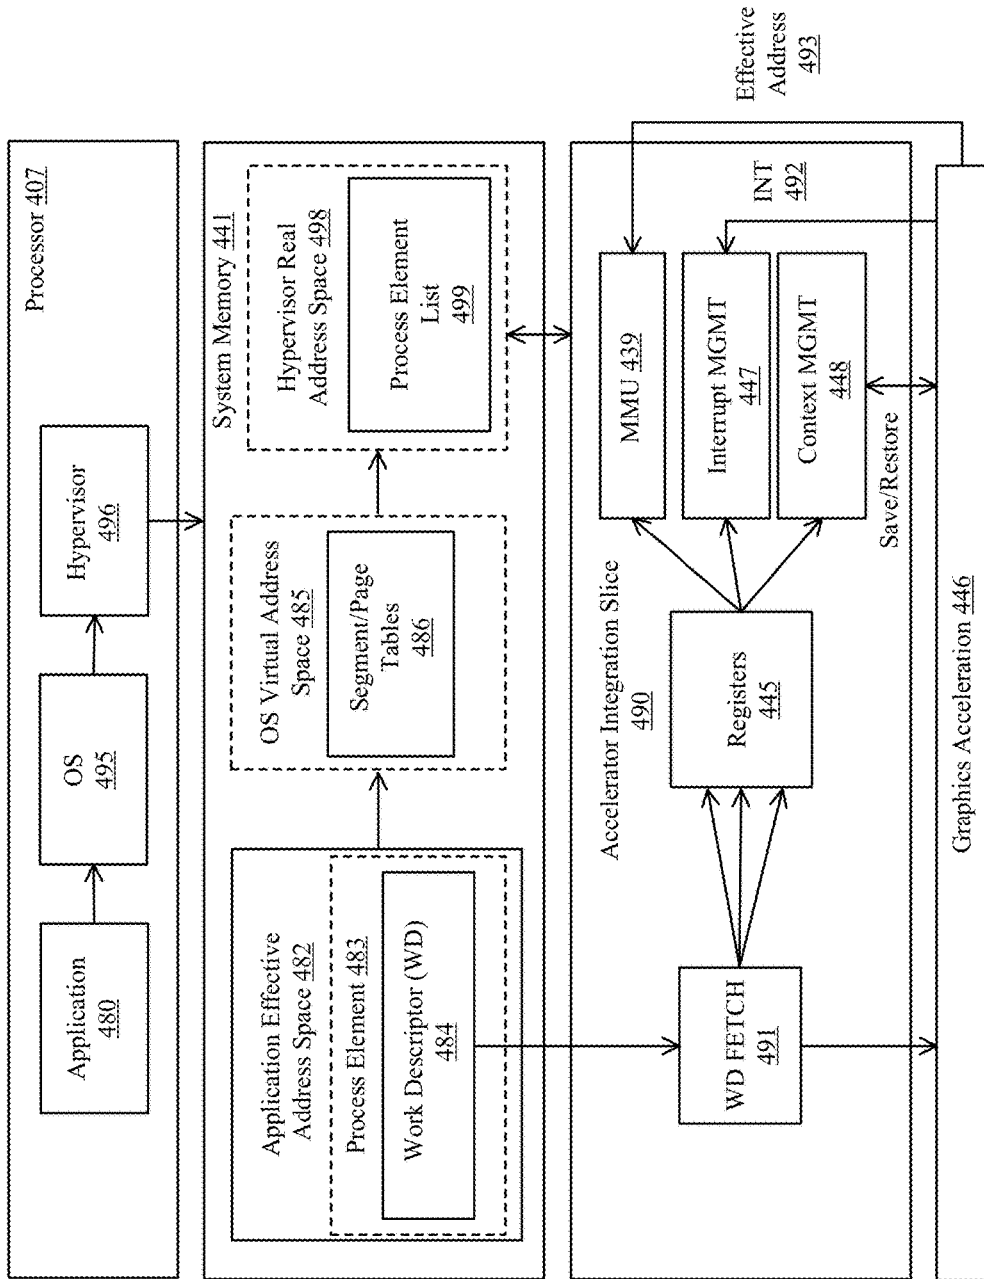 Processor 407
Application
480
OS
495
Hypervisor
496
System Memory 441
Application Effective
Address Space 482
Process Element 483
Work Descriptor (WD)
484
OS Virtual Address
Space 485
Segment/Page
Tables
486
Hypervisor Real
Address Space 498
Process Element
List
499
Accelerator Integration Slice
490
WD FETCH
491
Registers
445
MMU 439
Interrupt MGMT
447
Context MGMT
448
INT
492
Effective
Address
493
Save/Restore
Graphics Acceleration 446